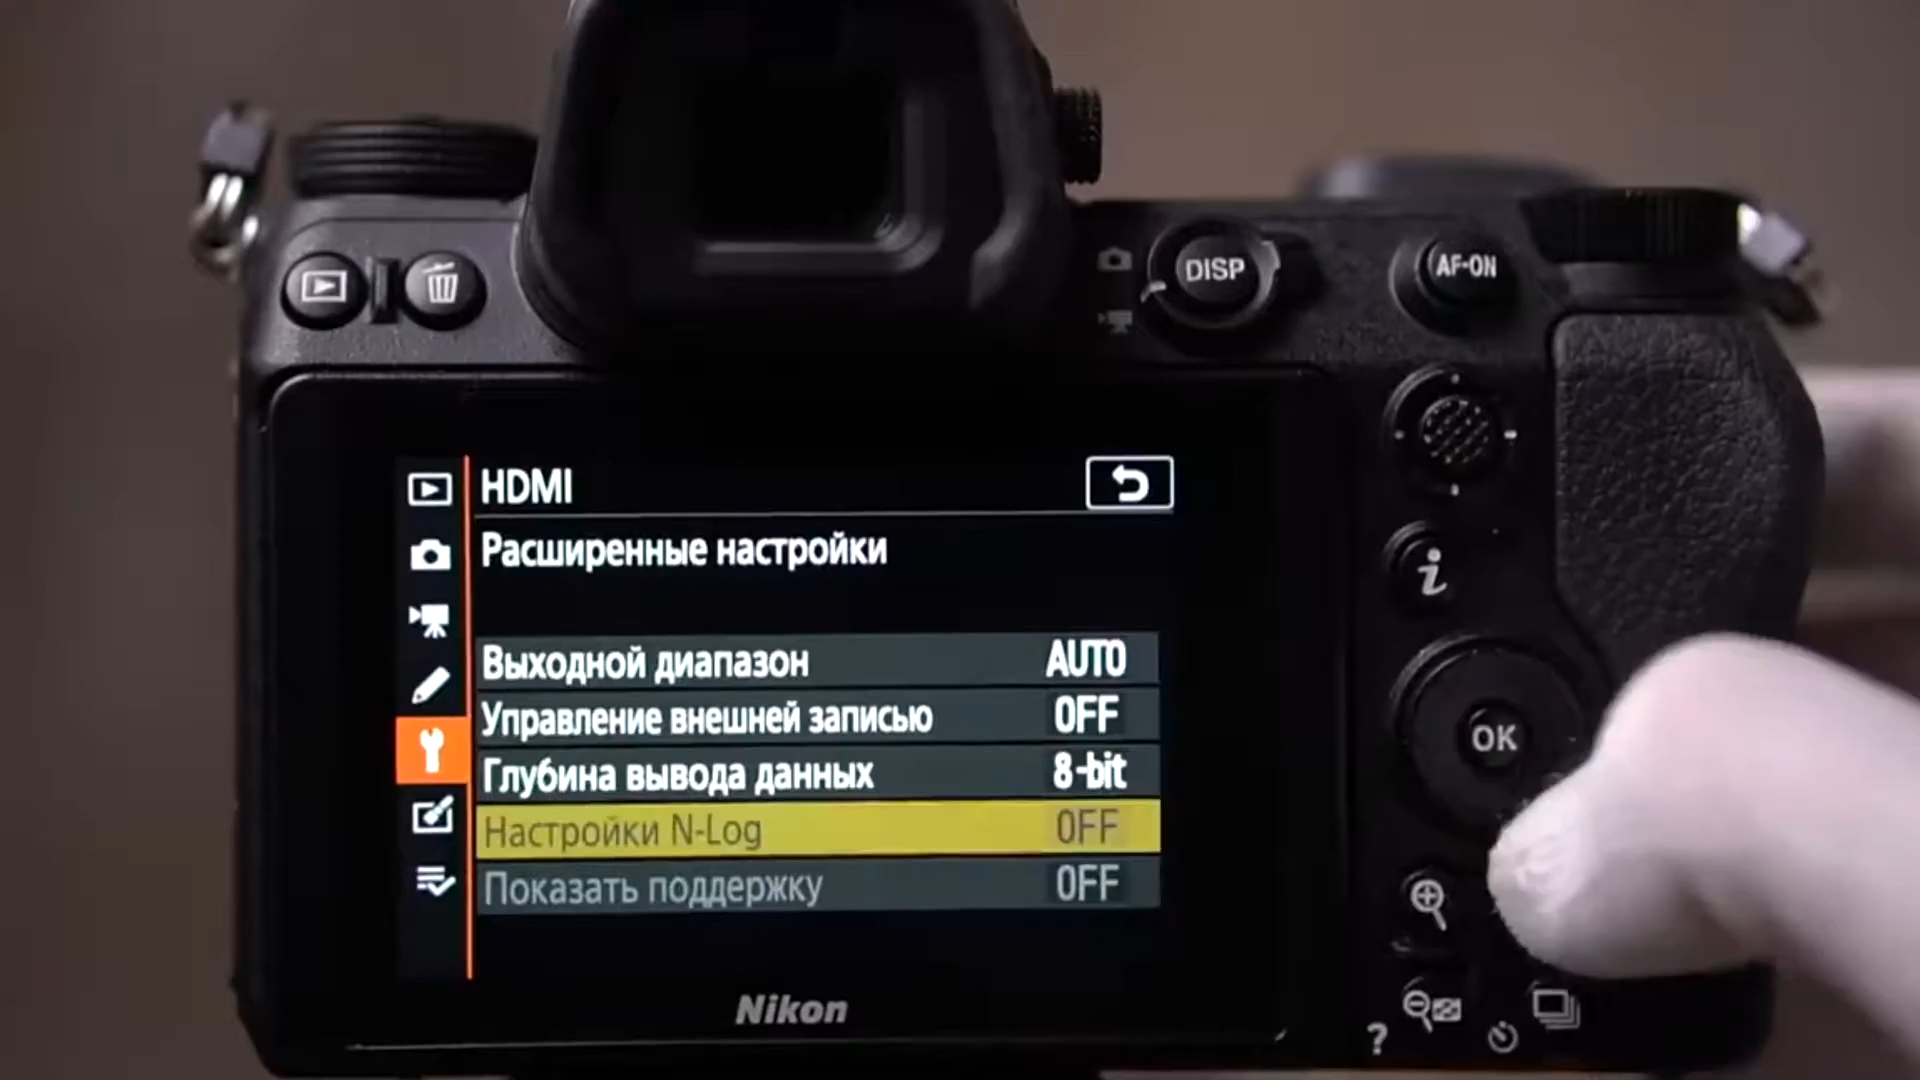 DISP
AF-ON
HDMI
Расширенные настройки
i
Выходной диапазон AUTO
Управление внешней записью OFF
Глубина вывода данных 8-bit
OK
Настройки N-Log OFF
Показать поддержку OFF
Nikon
?